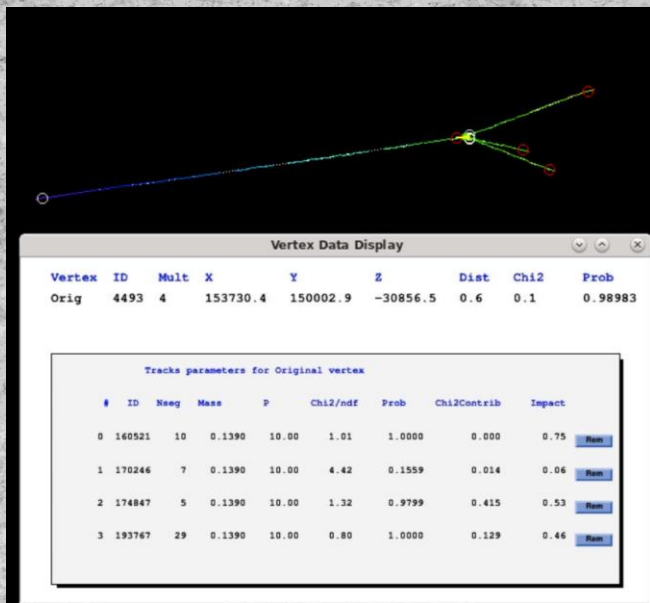 Vertex Data Display
Vertex ID Mult X Y Z Dist Chi2 Prob
Orig 4493 4 153730.4 150002.9 -30856.5 0.6 0.1 0.98983
Tracks parameters for Original vertex
# ID Nseg Mass P Chi2/ndf Prob Chi2Contrib Impact
0 160521 10 0.1390 10.00 1.01 1.0000 0.000 0.75 Rem
1 170246 7 0.1390 10.00 4.42 0.1559 0.014 0.06 Rem
2 174847 5 0.1390 10.00 1.32 0.9799 0.415 0.53 Rem
3 193767 29 0.1390 10.00 0.80 1.0000 0.129 0.46 Rem